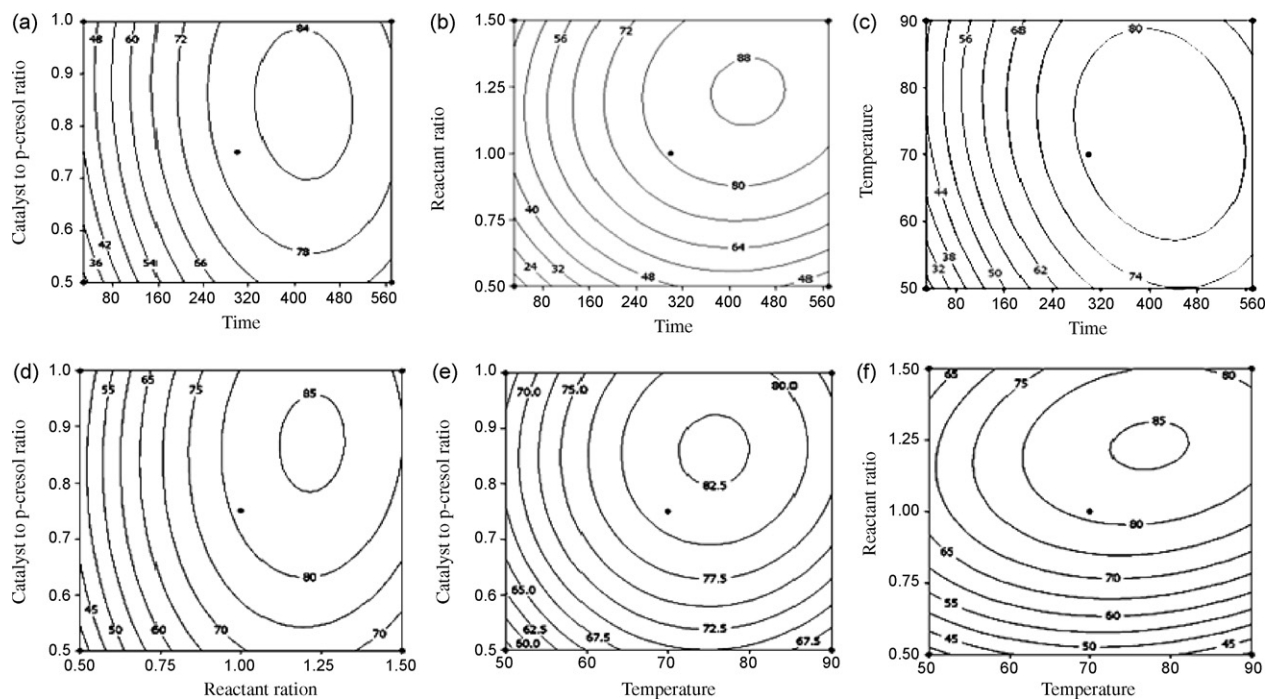 (a)
1.0
0.9
0.8
0.7
0.6
0.5
Catalyst to p-cresol ratio
48 60 72 84
42
36 54 66 78
80 160 240 320 400 480 560
Time
(b)
1.50
1.25
1.00
0.75
0.50
Reactant ratio
56 72
88
80
40
64
24 32 48 48
80 160 240 320 400 480 560
Time
(c)
90
80
70
60
50
Temperature
56 68 80
44
38
32 50 62 74
80 160 240 320 400 480 560
Time
(d)
1.0
0.9
0.8
0.7
0.6
0.5
Catalyst to p-cresol ratio
55 65 75
85
80
45
50 60 70 70
0.50 0.75 1.00 1.25 1.50
Reactant ration
(e)
1.0
0.9
0.8
0.7
0.6
0.5
Catalyst to p-cresol ratio
70.0 75.0 80.0
82.5
77.5
65.0
62.5 72.5
60.0 67.5 67.5
50 60 70 80 90
Temperature
(f)
1.50
1.25
1.00
0.75
0.50
Reactant ratio
65 75 80
85
80
65
70
55 60
45 50 45
50 60 70 80 90
Temperature